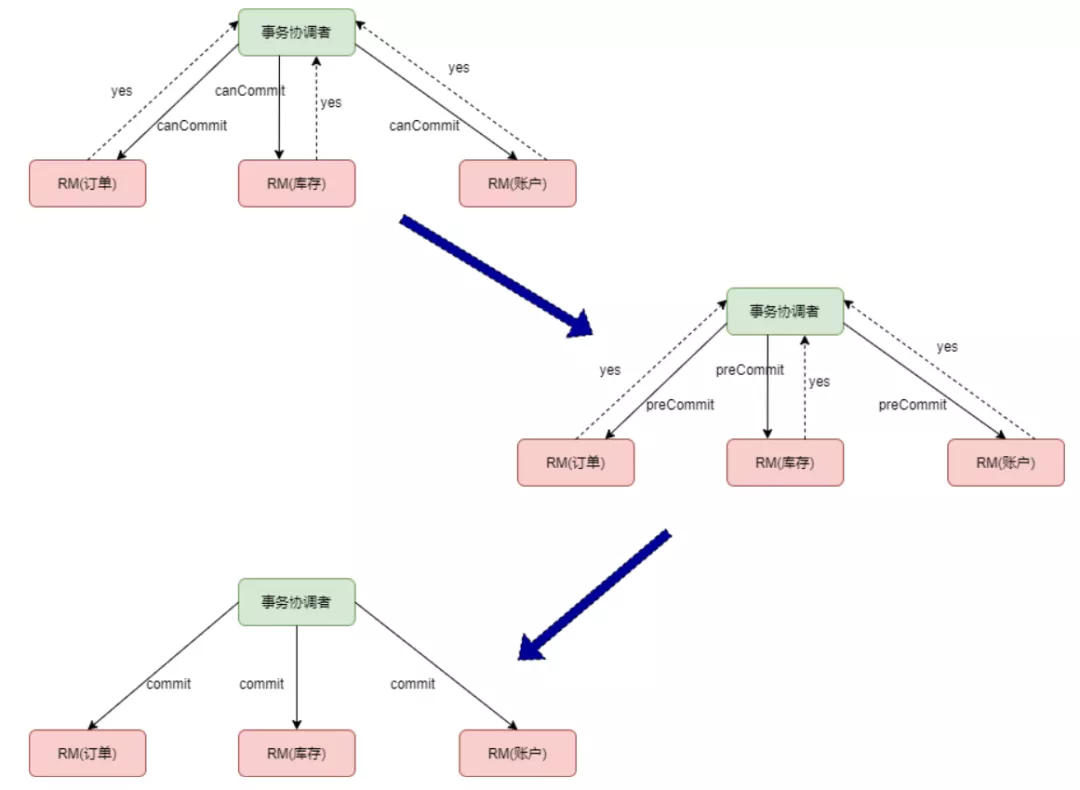 事务协调者
yes
canCommit
yes
yes
canCommit
canCommit
RM(订单)
RM(库存)
RM(账户)
事务协调者
yes
preCommit
yes
yes
preCommit
preCommit
RM(订单)
RM(库存)
RM(账户)
事务协调者
commit
commit
commit
RM(订单)
RM(库存)
RM(账户)